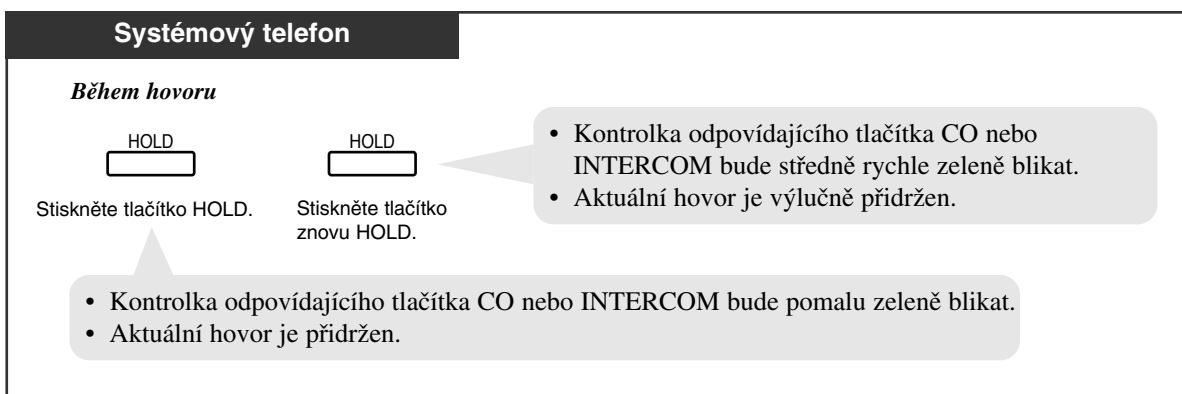 Systémový telefon
Během hovoru
HOLD
Stiskněte tlačítko HOLD.
HOLD
Stiskněte tlačítko
znovu HOLD.
• Kontrolka odpovídajícího tlačítka CO nebo
INTERCOM bude středně rychle zeleně blikat.
• Aktuální hovor je výlučně přidržen.
• Kontrolka odpovídajícího tlačítka CO nebo INTERCOM bude pomalu zeleně blikat.
• Aktuální hovor je přidržen.